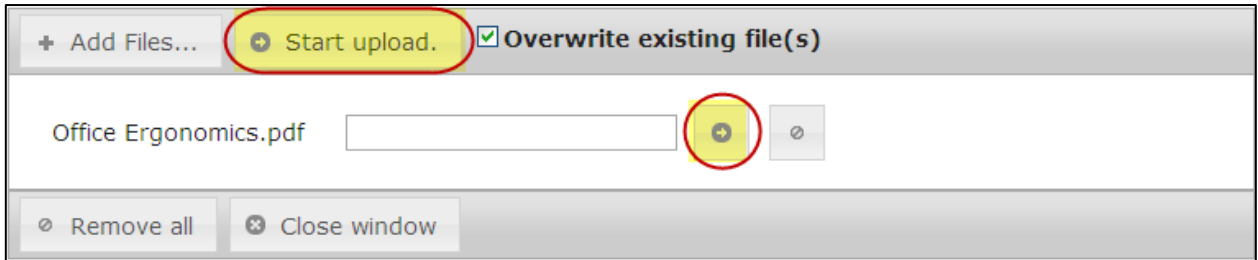 Add Files... Start upload. Overwrite existing file(s)
Office Ergonomics.pdf
Remove all Close window